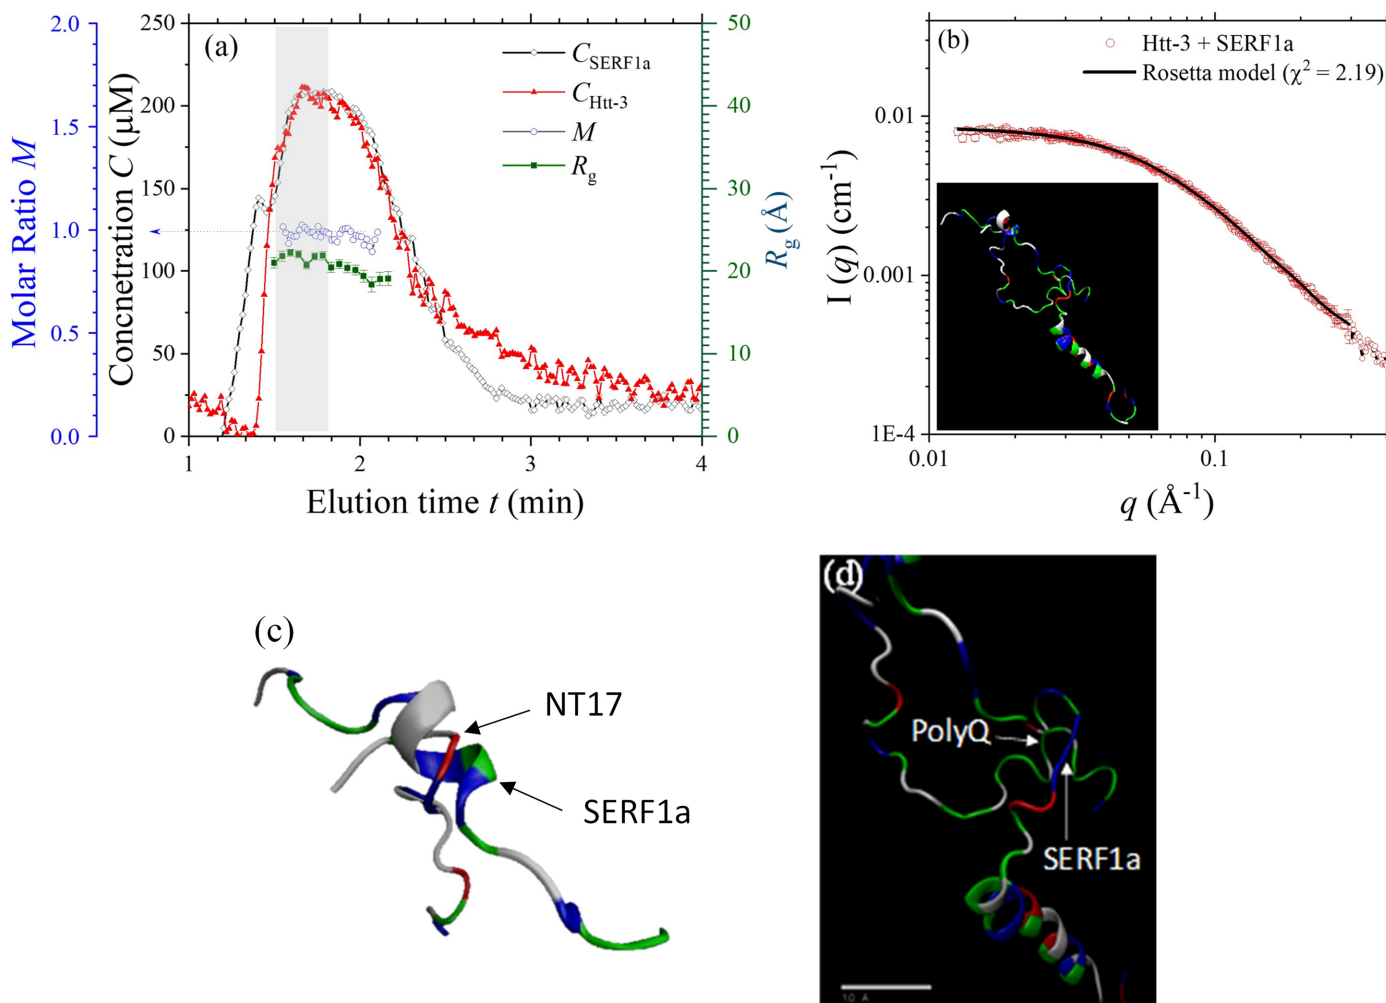 (a)
C_SERF1a
C_Htt-3
M
R_g
Molar Ratio M
2.0
1.5
1.0
0.5
0.0
Concnetration C (μM)
250
200
150
100
50
0
50
40
30
20
10
0
R_g (Å)
1 2 3 4
Elution time t (min)
(b)
Htt-3 + SERF1a
Rosetta model (χ² = 2.19)
I (q) (cm⁻¹)
0.01
0.001
1E-4
0.01 0.1
q (Å⁻¹)
(c)
NT17
SERF1a
(d)
PolyQ
SERF1a
10 Å